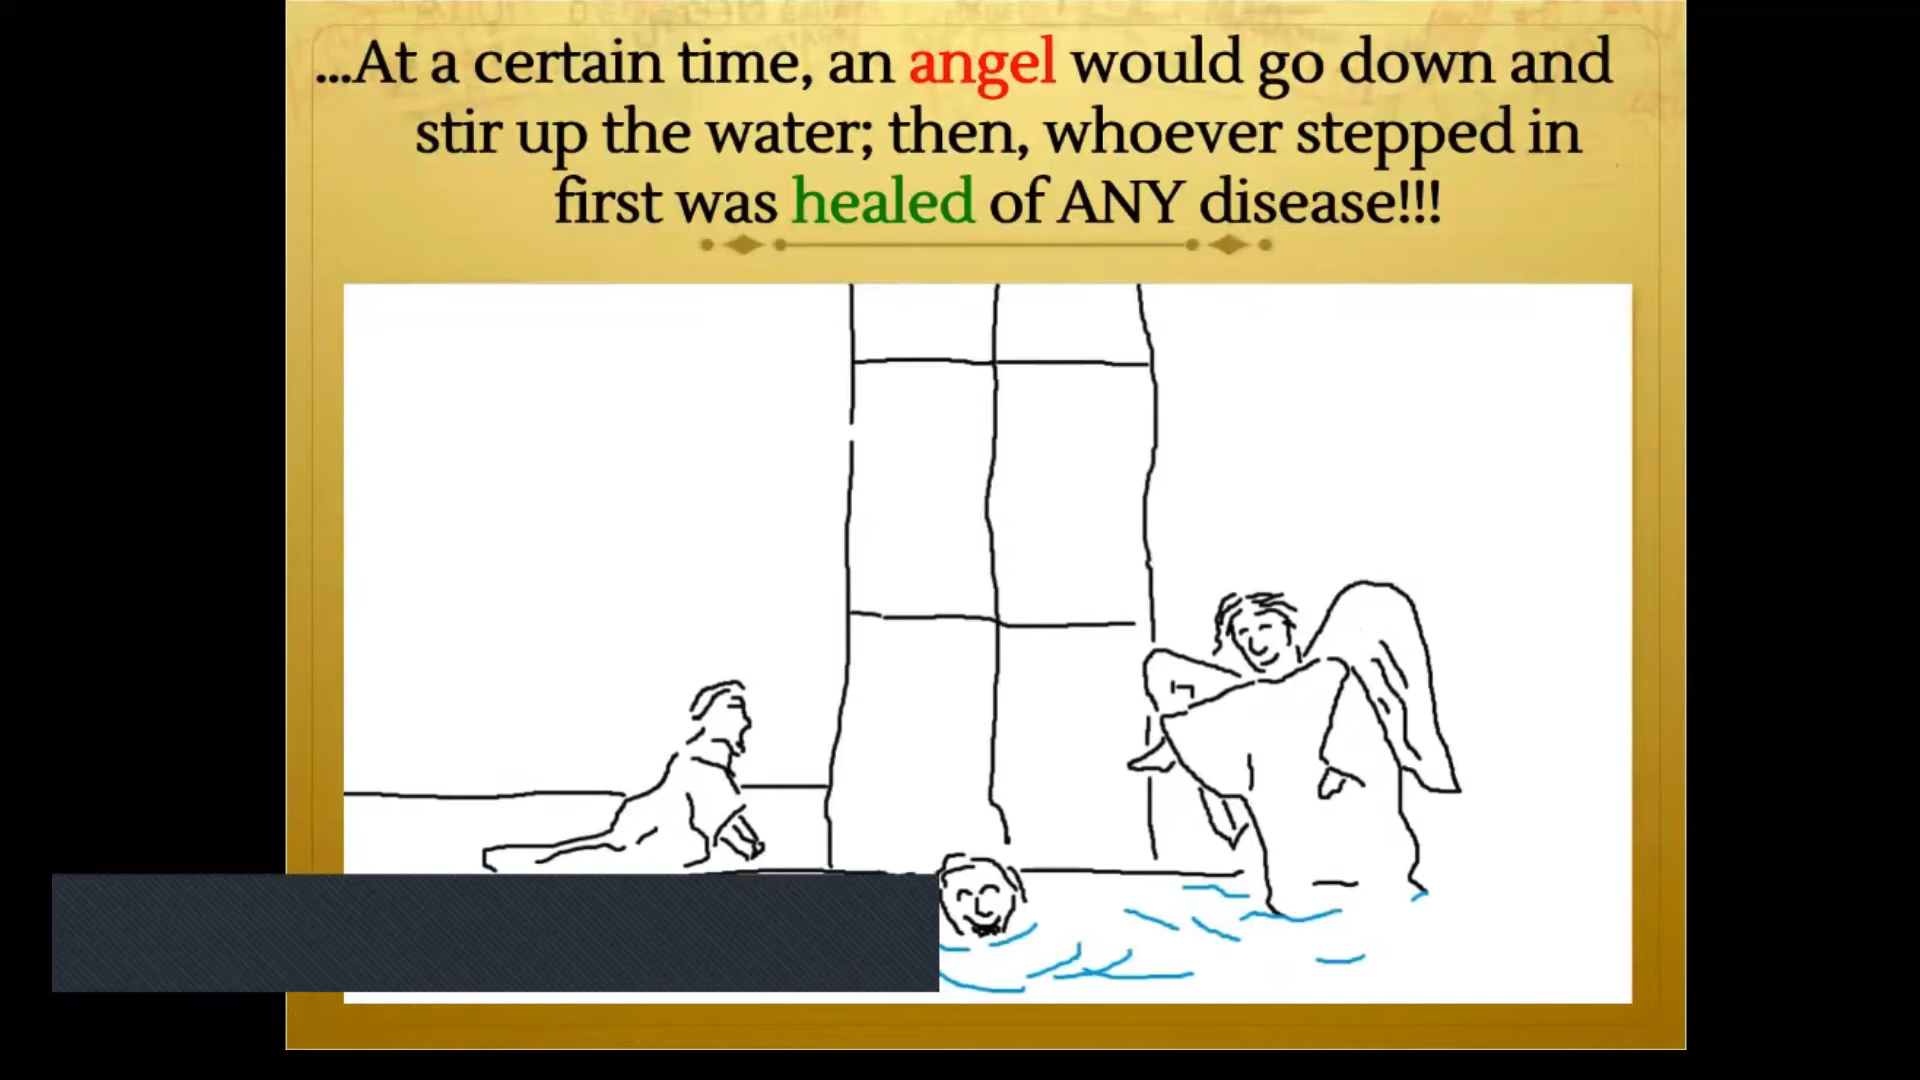 ...At a certain time, an angel would go down and
stir up the water; then, whoever stepped in
first was healed of ANY disease!!!